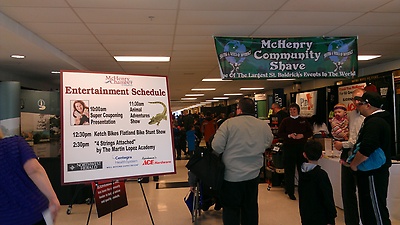 McHenry
Community
Shave
One Of The Largest St. Baldrick's Events In The World
McHenry
Chamber
Entertainment Schedule
10:00am
Super Couponing
Presentation
11:30am
Animal
Adventures
Show
12:30pm Ketch Bikes Flatland Bike Stunt Show
2:30pm "4 Strings Attached"
by The Martin Lopez Academy
Centegra
HealthSystem
ACE
Hardware